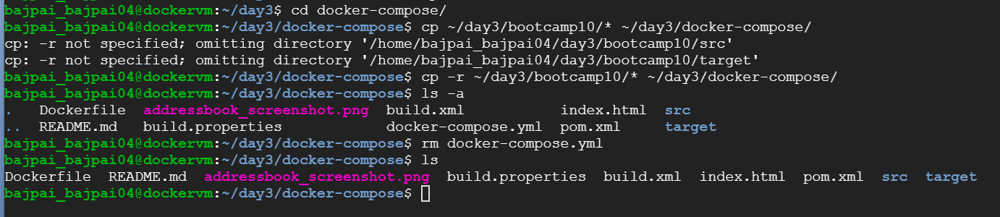 bajpai_bajpai04@dockervm:~/day3$ cd docker-compose/
bajpai_bajpai04@dockervm:~/day3/docker-compose$ cp ~/day3/bootcamp10/* ~/day3/docker-compose/
cp: -r not specified; omitting directory '/home/bajpai_bajpai04/day3/bootcamp10/src'
cp: -r not specified; omitting directory '/home/bajpai_bajpai04/day3/bootcamp10/target'
bajpai_bajpai04@dockervm:~/day3/docker-compose$ cp -r ~/day3/bootcamp10/* ~/day3/docker-compose/
bajpai_bajpai04@dockervm:~/day3/docker-compose$ ls -a
.   Dockerfile  addressbook_screenshot.png  build.xml           index.html  src
..  README.md   build.properties            docker-compose.yml  pom.xml     target
bajpai_bajpai04@dockervm:~/day3/docker-compose$ rm docker-compose.yml
bajpai_bajpai04@dockervm:~/day3/docker-compose$ ls
Dockerfile  README.md  addressbook_screenshot.png  build.properties  build.xml  index.html  pom.xml  src  target
bajpai_bajpai04@dockervm:~/day3/docker-compose$